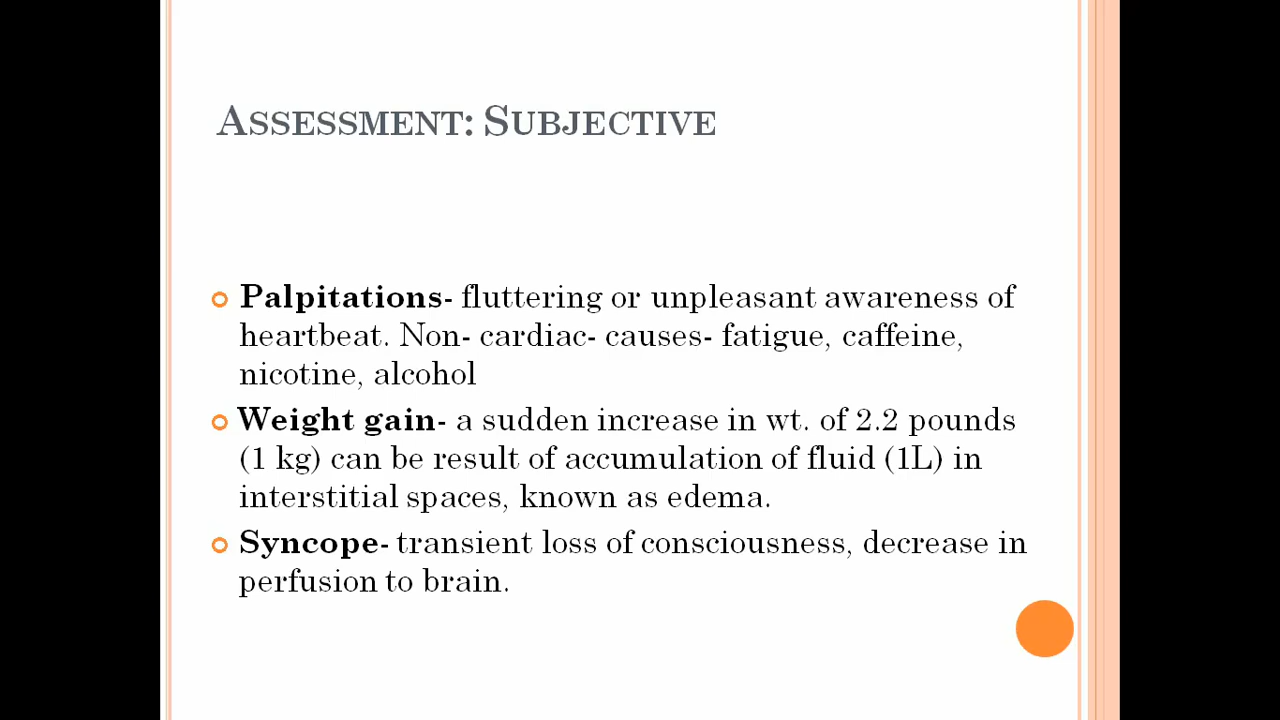 ASSESSMENT: SUBJECTIVE
Palpitations- fluttering or unpleasant awareness of
heartbeat. Non- cardiac- causes- fatigue, caffeine,
nicotine, alcohol
Weight gain- a sudden increase in wt. of 2.2 pounds
(1 kg) can be result of accumulation of fluid (1L) in
interstitial spaces, known as edema.
Syncope- transient loss of consciousness, decrease in
perfusion to brain.